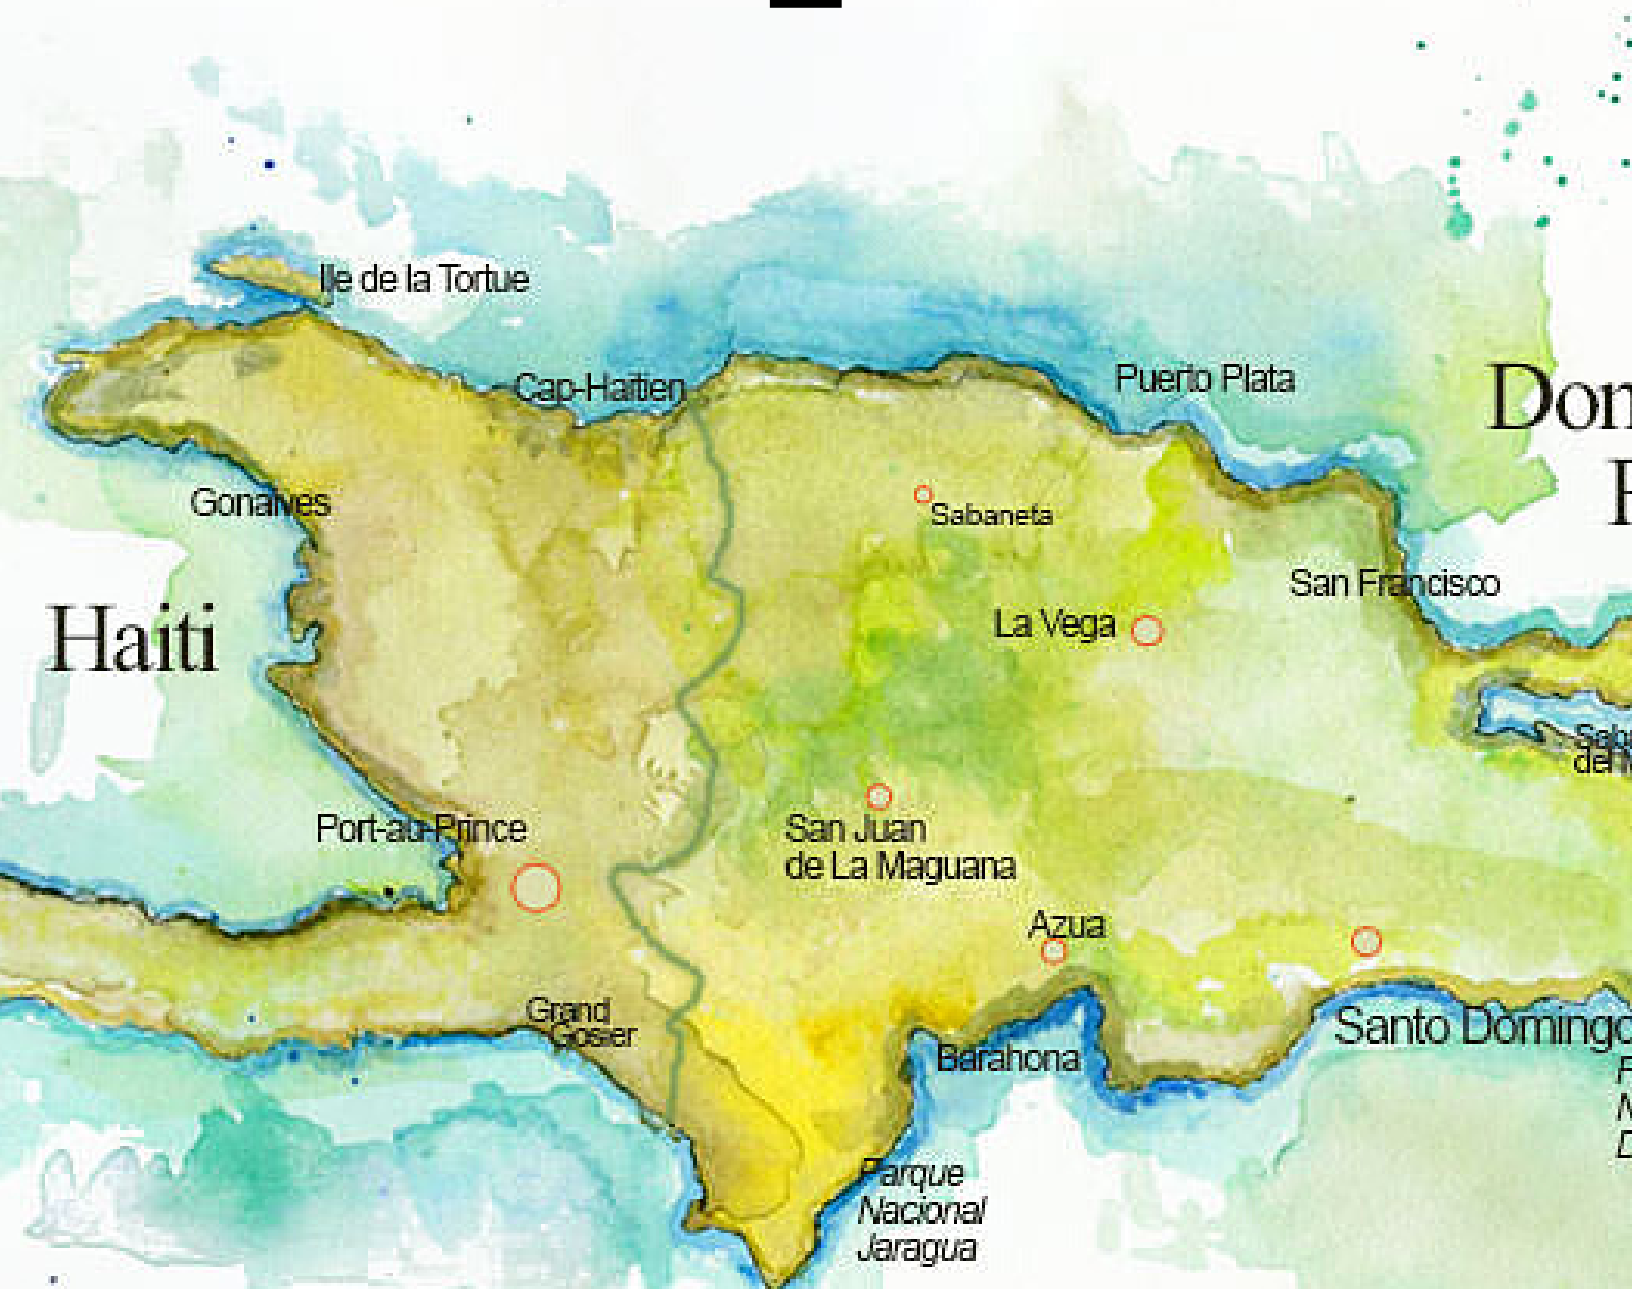 Ile de la Tortue
Cap-Haitien
Puerto Plata
Gonaives
Sabaneta
San Francisco
Haiti
La Vega
Port-au-Prince
San Juan
de La Maguana
Azua
Grand
Gosier
Barahona
Santo Domingo
Parque
Nacional
Jaragua